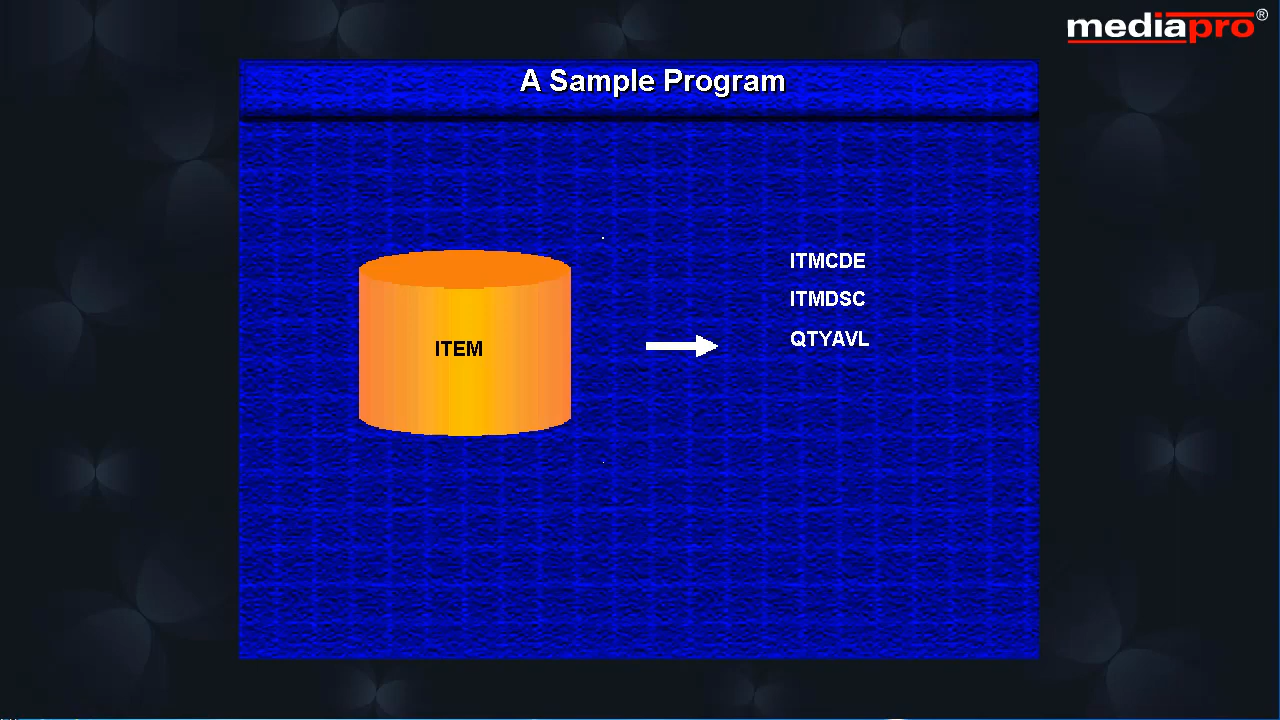 mediapro®
A Sample Program
ITEM
ITMCDE
ITMDSC
QTYAVL